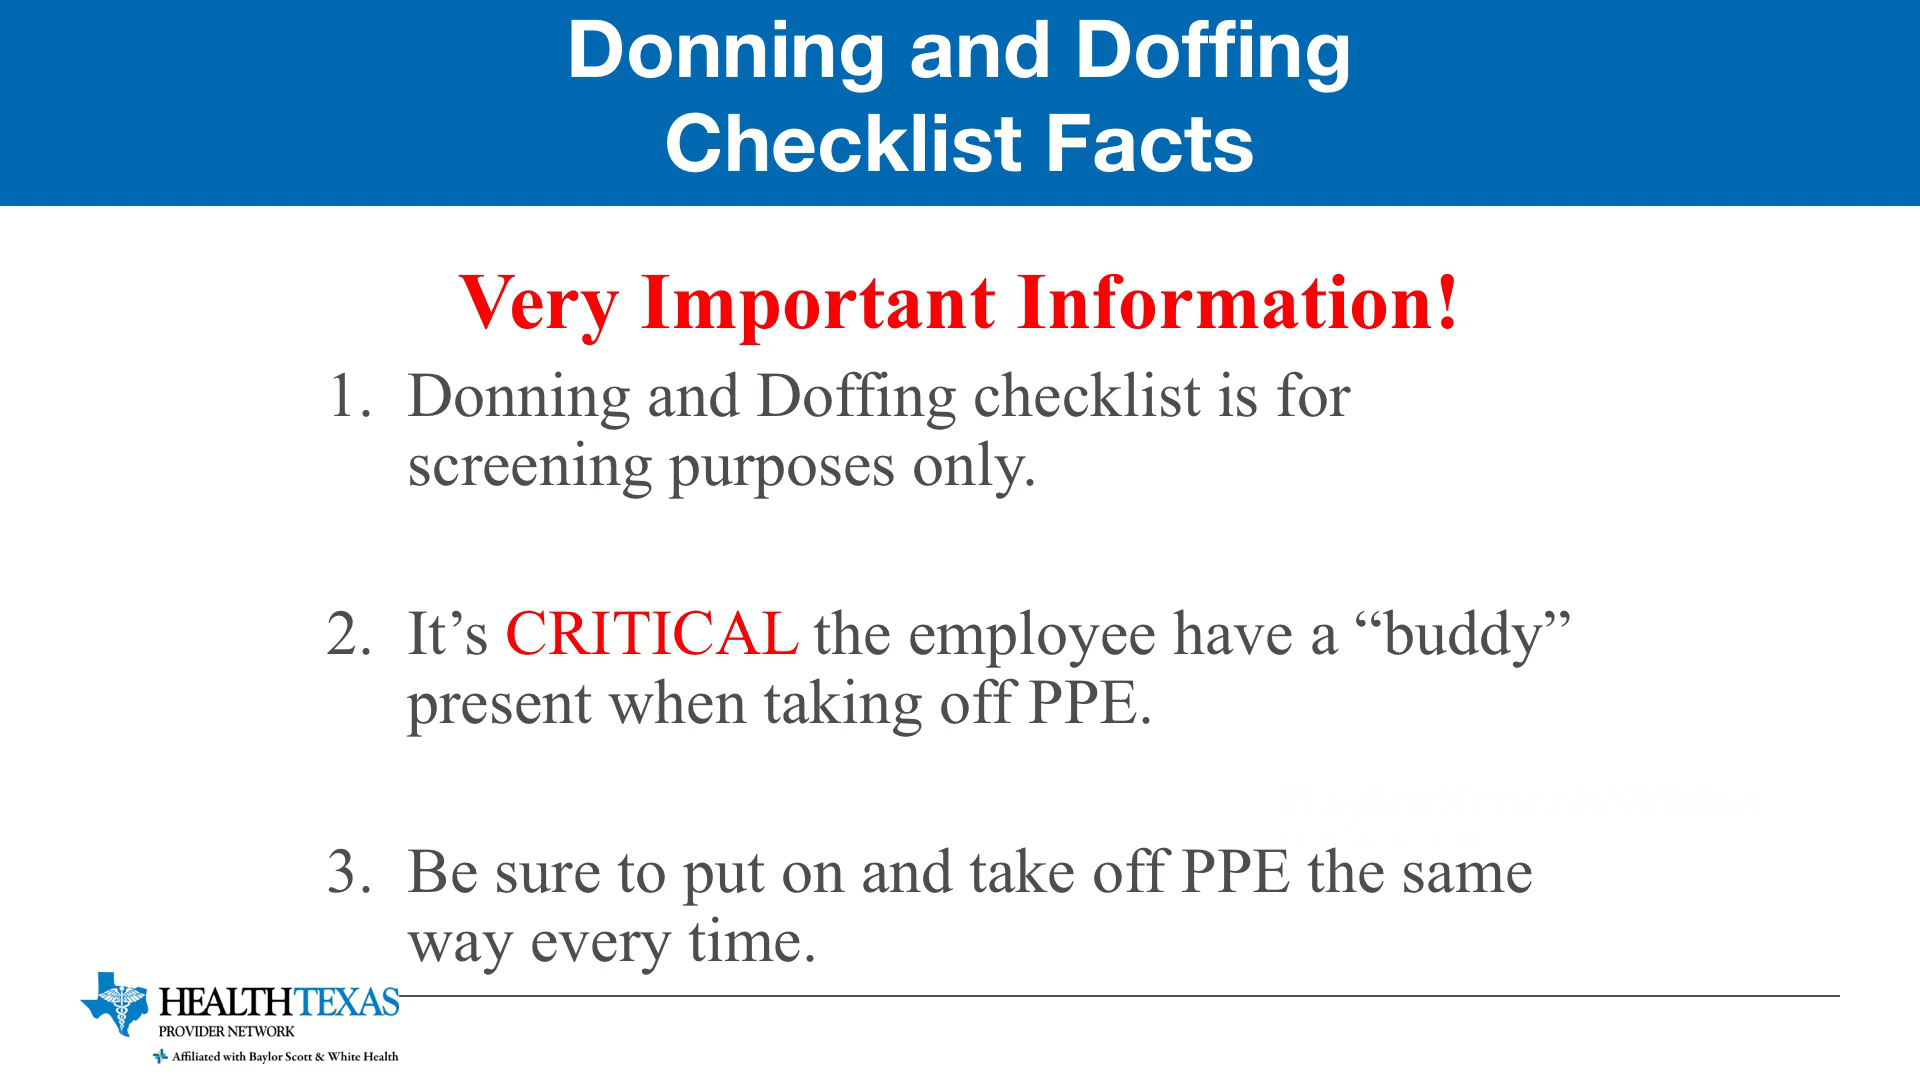 Donning and Doffing
Checklist Facts
Very Important Information!
1. Donning and Doffing checklist is for
screening purposes only.
2. It’s CRITICAL the employee have a “buddy”
present when taking off PPE.
3. Be sure to put on and take off PPE the same
way every time.
HEALTHTEXAS
PROVIDER NETWORK
Affiliated with Baylor Scott & White Health